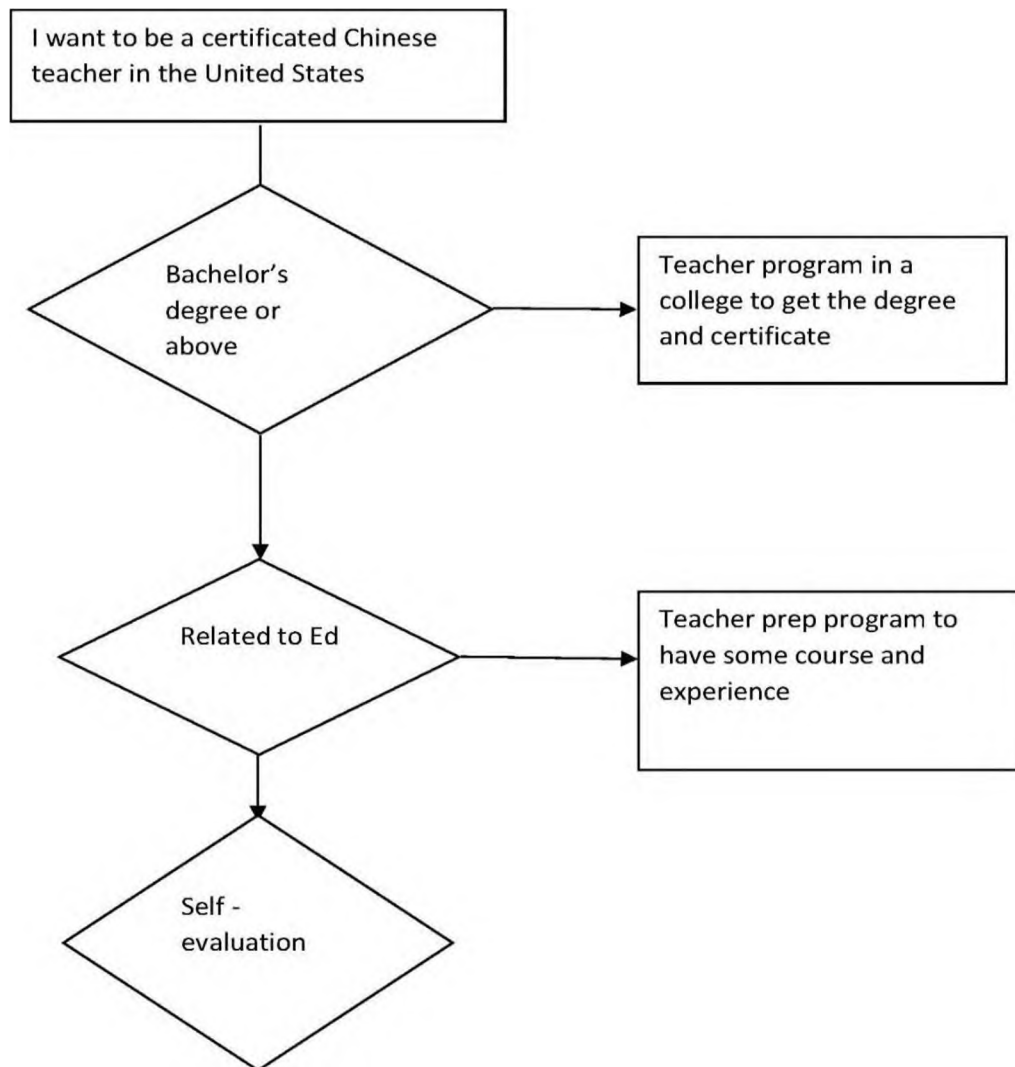 I want to be a certificated Chinese
teacher in the United States
Bachelor’s
degree or
above
Teacher program in a
college to get the degree
and certificate
Related to Ed
Teacher prep program to
have some course and
experience
Self -
evaluation